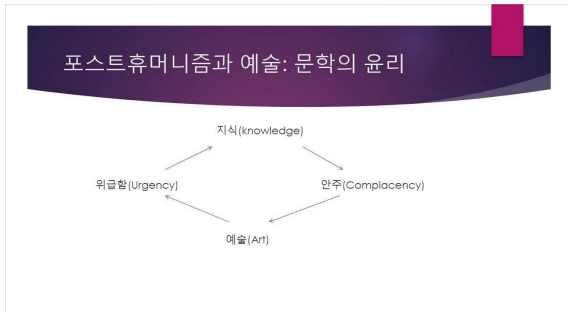 포스트휴머니즘과 예술: 문학의 윤리
지식(knowledge)
위급함(Urgency) 안주(Complacency)
예술(Art)